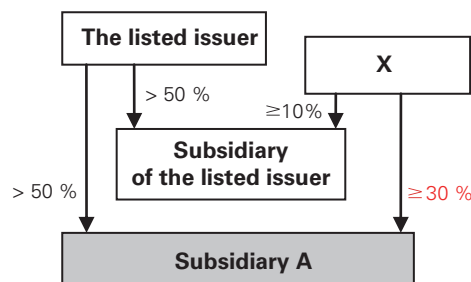 The listed issuer
X
> 50 %
≥10%
Subsidiary
of the listed issuer
> 50 %
≥30 %
Subsidiary A